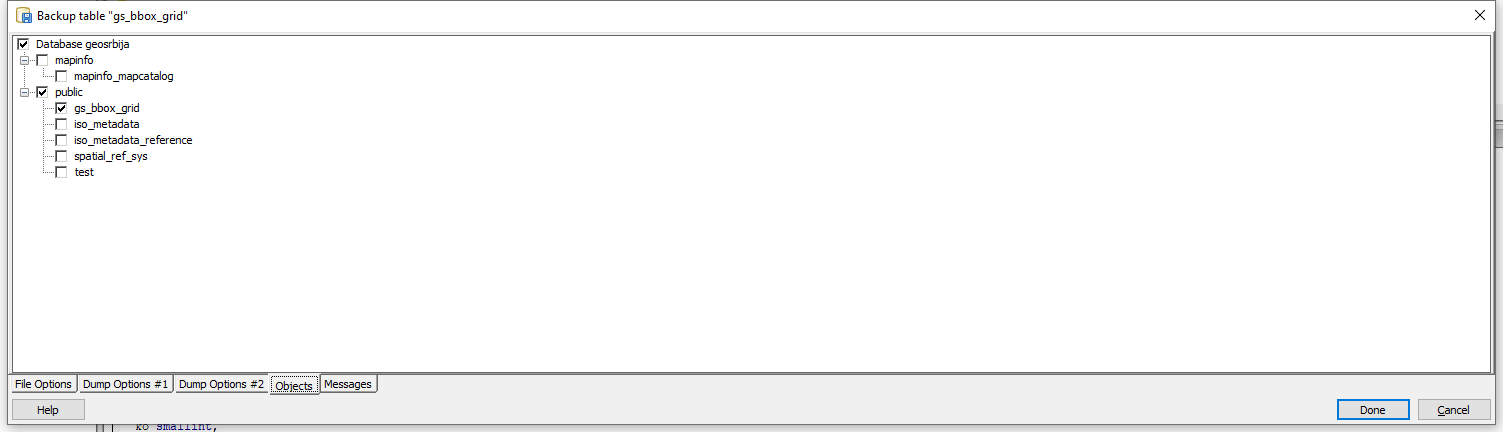 Backup table "gs_bbox_grid"
Database geosrbija
mapinfo
mapinfo_mapcatalog
public
gs_bbox_grid
iso_metadata
iso_metadata_reference
spatial_ref_sys
test
File Options Dump Options #1 Dump Options #2 Objects Messages
Help Done Cancel
ko smallint,